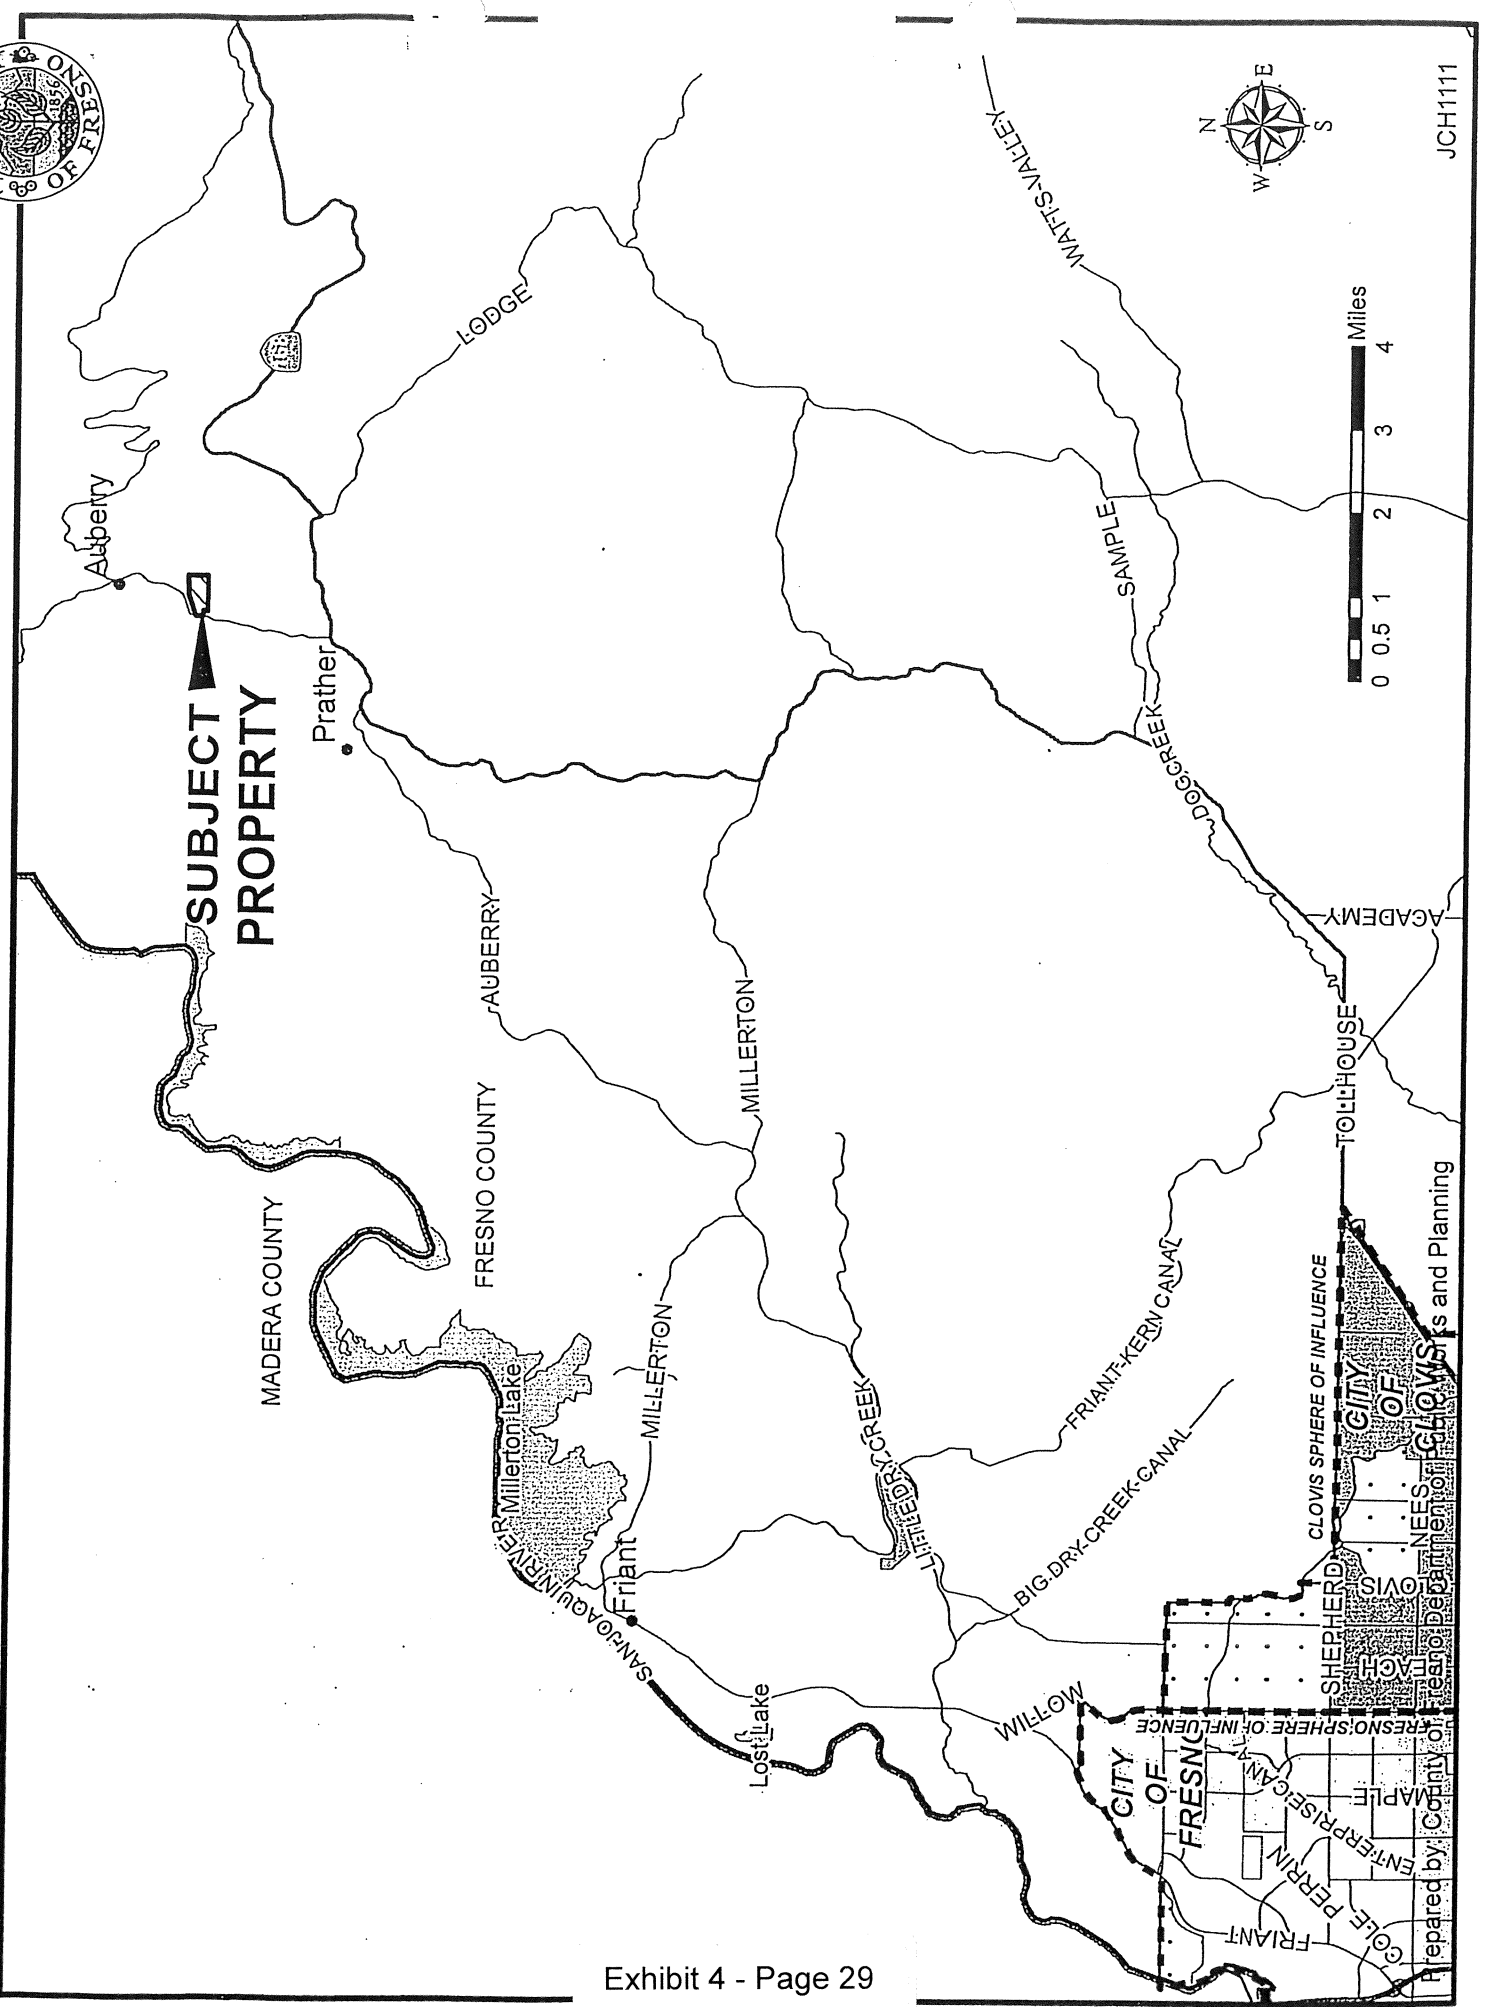 OF FRESNO
1856
MADERA COUNTY
FRESNO COUNTY
SAN JOAQUIN RIVER
Millerton Lake
Friant
Lost Lake
SUBJECT
PROPERTY
Auberry
Prather
168
LODGE
AUBERRY
MILLERTON
MILLERTON
LITTLE DRY CREEK
FRIANT-KERN CANAL
BIG DRY CREEK CANAL
WILLOW
WATTS VALLEY
SAMPLE
DOG CREEK
ACADEMY
TOLLHOUSE
CLOVIS SPHERE OF INFLUENCE
CITY
OF
CLOVIS
SHEPHERD
NEES
FRESNO SPHERE OF INFLUENCE
CITY
OF
FRESNO
MAPLE
ENTERPRISE CANAL
PERRIN
COLE
FRIANT
N
E
S
W
0 0.5 1 2 3 4
Miles
Prepared by: County of Fresno Department of Public Works and Planning
JCH1111
Exhibit 4 - Page 29